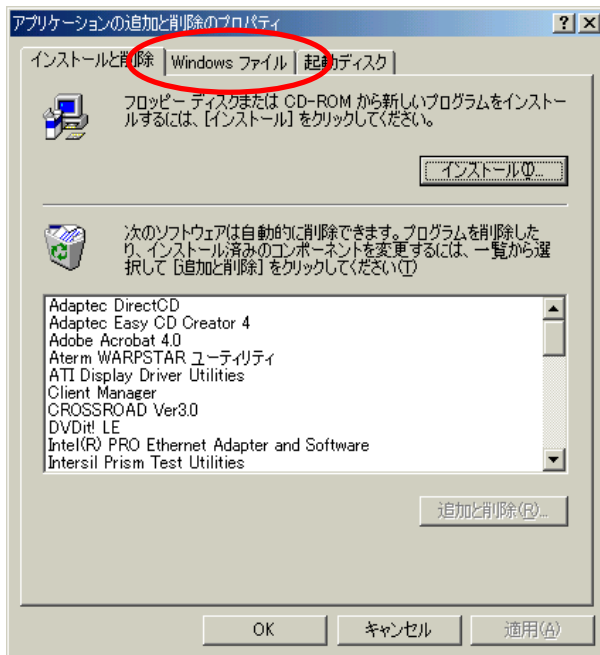 アプリケーションの追加と削除のプロパティ
インストールと削除 Windows ファイル 起動ディスク
フロッピー ディスクまたは CD-ROM から新しいプログラムをインストー
ルするには、[インストール] をクリックしてください。
インストール(I)...
次のソフトウェアは自動的に削除できます。プログラムを削除した
り、インストール済みのコンポーネントを変更するには、一覧から選
択して [追加と削除] をクリックしてください(T)
Adaptec DirectCD
Adaptec Easy CD Creator 4
Adobe Acrobat 4.0
Aterm WARPSTAR ユーティリティ
ATI Display Driver Utilities
Client Manager
CROSSROAD Ver3.0
DVDit! LE
Intel(R) PRO Ethernet Adapter and Software
Intersil Prism Test Utilities
追加と削除(R)...
OK キャンセル 適用(A)